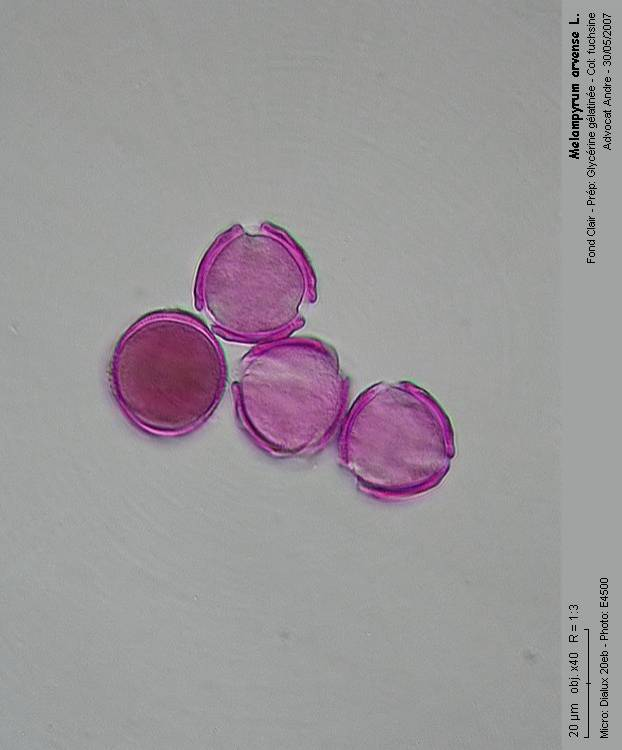 Melampyrum arvense L.
Fond Clair - Prép: Glycérine gélatinée - Col: fuchsine
Advocat Andre - 30/05/2007
20 µm obj. x40 R = 1:3
Micro: Dialux 20eb - Photo: E4500